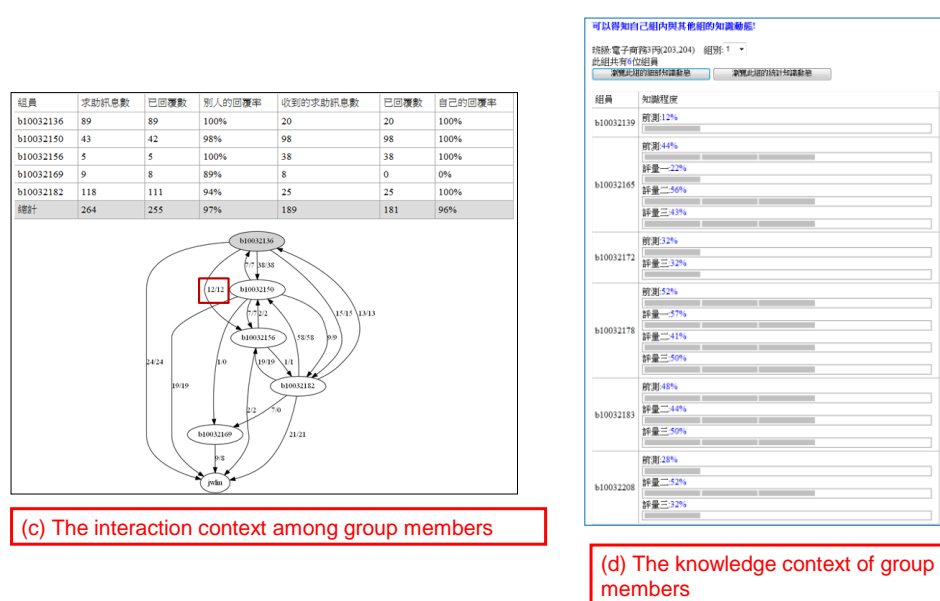 組員 求助訊息數 已回覆數 別人的回覆率 收到的求助訊息數 已回覆數 自己的回覆率
b10032136 89 89 100% 20 20 100%
b10032150 43 42 98% 98 98 100%
b10032156 5 5 100% 38 38 100%
b10032169 9 8 89% 8 0 0%
b10032182 118 111 94% 25 25 100%
總計 264 255 97% 189 181 96%
b10032136
7/7 38/38
12/12 b10032150
7/7 2/2 15/15 13/13
b10032156 58/58 9/9
24/24 1/0 19/19 1/1
19/19 b10032182
2/2 7/0
b10032169 21/21
9/8
jwlin
(c) The interaction context among group members
可以得知自己組內與其他組的知識動態!
班級:電子商務3丙(203,204) 組別: 1
此組共有6位組員
瀏覽此組的細部知識動態 瀏覽此組的統計知識動態
組員 知識程度
b10032139 前測:12%
b10032165 前測:44%
評量一:22%
評量二:56%
評量三:43%
b10032172 前測:32%
評量三:32%
b10032178 前測:52%
評量一:57%
評量二:41%
評量三:50%
b10032183 前測:48%
評量二:44%
評量三:50%
b10032208 前測:28%
評量二:52%
評量三:32%
(d) The knowledge context of group
members